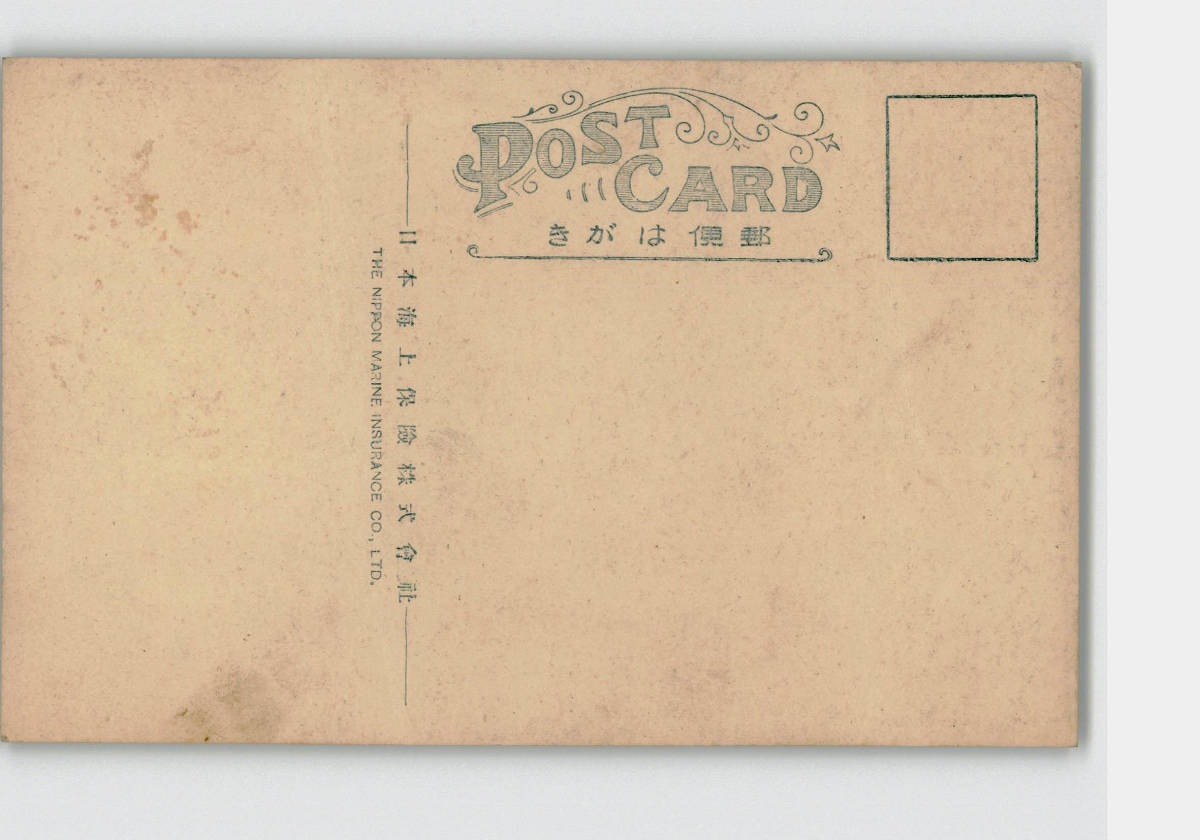 POST
CARD
きがは便郵
日本海上保險株式會社
THE NIPPON MARINE INSURANCE CO., LTD.